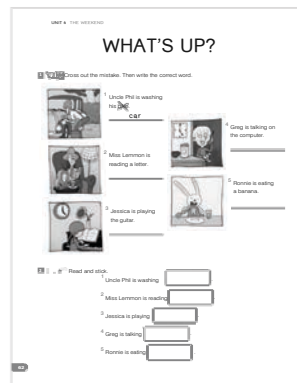 UNIT 6 THE WEEKEND
WHAT'S UP?
1 Cross out the mistake. Then write the correct word.
1 Uncle Phil is washing
his
car
2 Miss Lemmon is
reading a letter.
3 Jessica is playing
the guitar.
4 Greg is talking on
the computer.
5 Ronnie is eating
a banana.
2 Read and stick.
1 Uncle Phil is washing
2 Miss Lemmon is reading
3 Jessica is playing
4 Greg is talking
5 Ronnie is eating
62